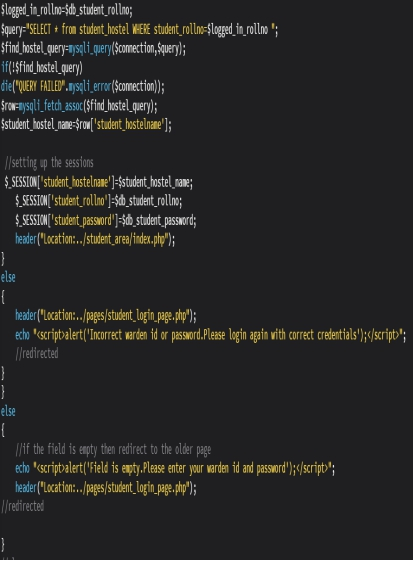 $logged_in_rollno=$db_student_rollno;
$query="SELECT * from student_hostel WHERE student_rollno=$logged_in_rollno ";
$find_hostel_query=mysqli_query($connection,$query);
if(!$find_hostel_query)
die("QUERY FAILED".mysqli_error($connection));
$row=mysqli_fetch_assoc($find_hostel_query);
$student_hostel_name=$row['student_hostelname'];
//setting up the sessions
$_SESSION['student_hostelname']=$student_hostel_name;
$_SESSION['student_rollno']=$db_student_rollno;
$_SESSION['student_password']=$db_student_password;
header("Location:../student_area/index.php");
}
else
{
header("Location:../pages/student_login_page.php");
echo "<script>alert('Incorrect warden id or password.Please login again with correct credentials');</script>";
//redirected
}
}
else
{
//if the field is empty then redirect to the older page
echo "<script>alert('Field is empty.Please enter your warden id and password');</script>";
header("Location:../pages/student_login_page.php");
//redirected
}